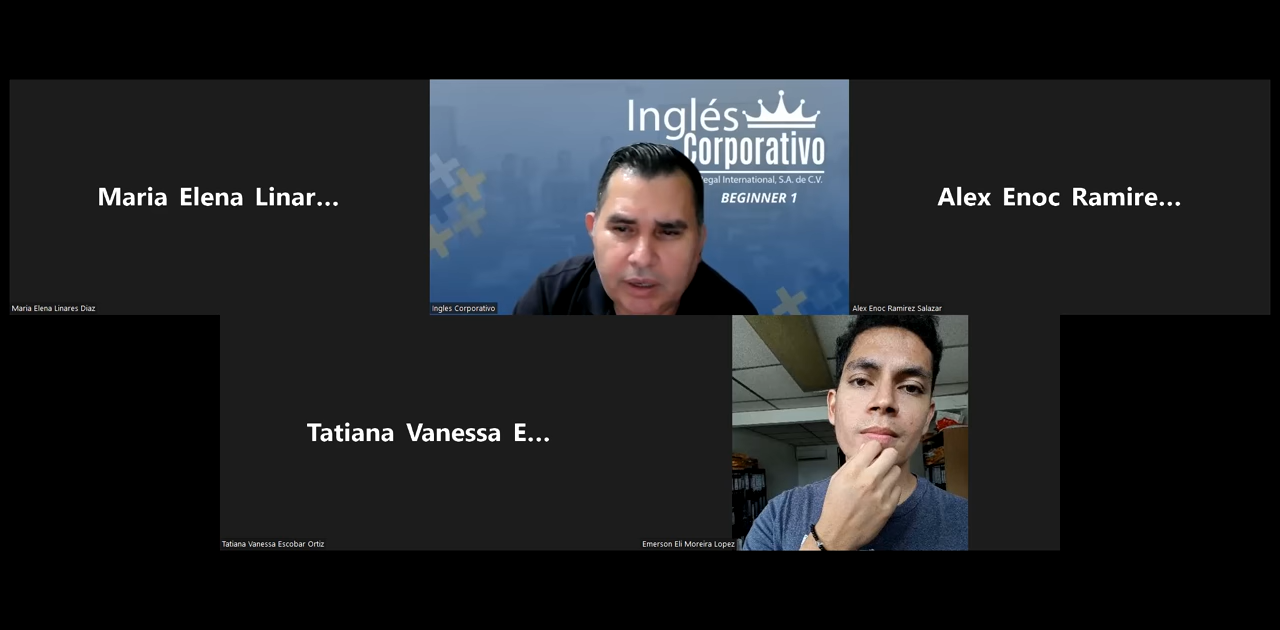 Maria Elena Linar...
Maria Elena Linares Diaz
Inglés
Corporativo
legal International, S.A. de C.V.
BEGINNER 1
Ingles Corporativo
Alex Enoc Ramire...
Alex Enoc Ramirez Salazar
Tatiana Vanessa E...
Tatiana Vanessa Escobar Ortiz
Emerson Eli Moreira Lopez